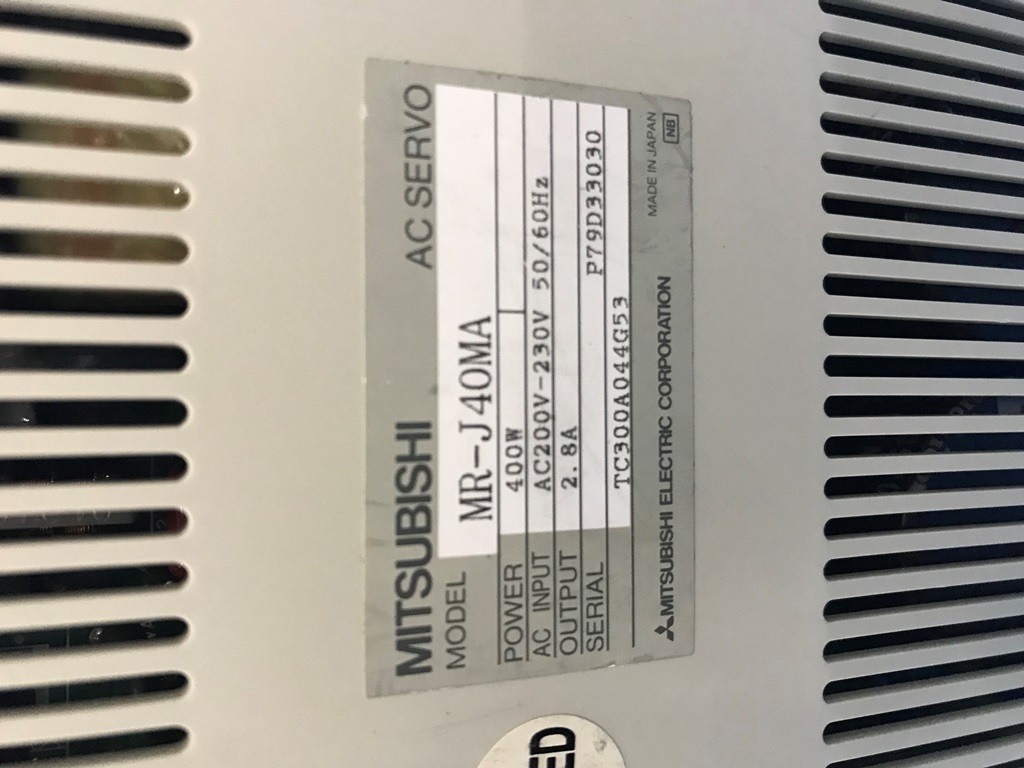 MITSUBISHI AC SERVO
MODEL MR-J40MA
POWER 400W
AC INPUT AC200V-230V 50/60Hz
OUTPUT 2.8A
SERIAL P79D33030
TC300A044G53
MITSUBISHI ELECTRIC CORPORATION MADE IN JAPAN
NB
ED